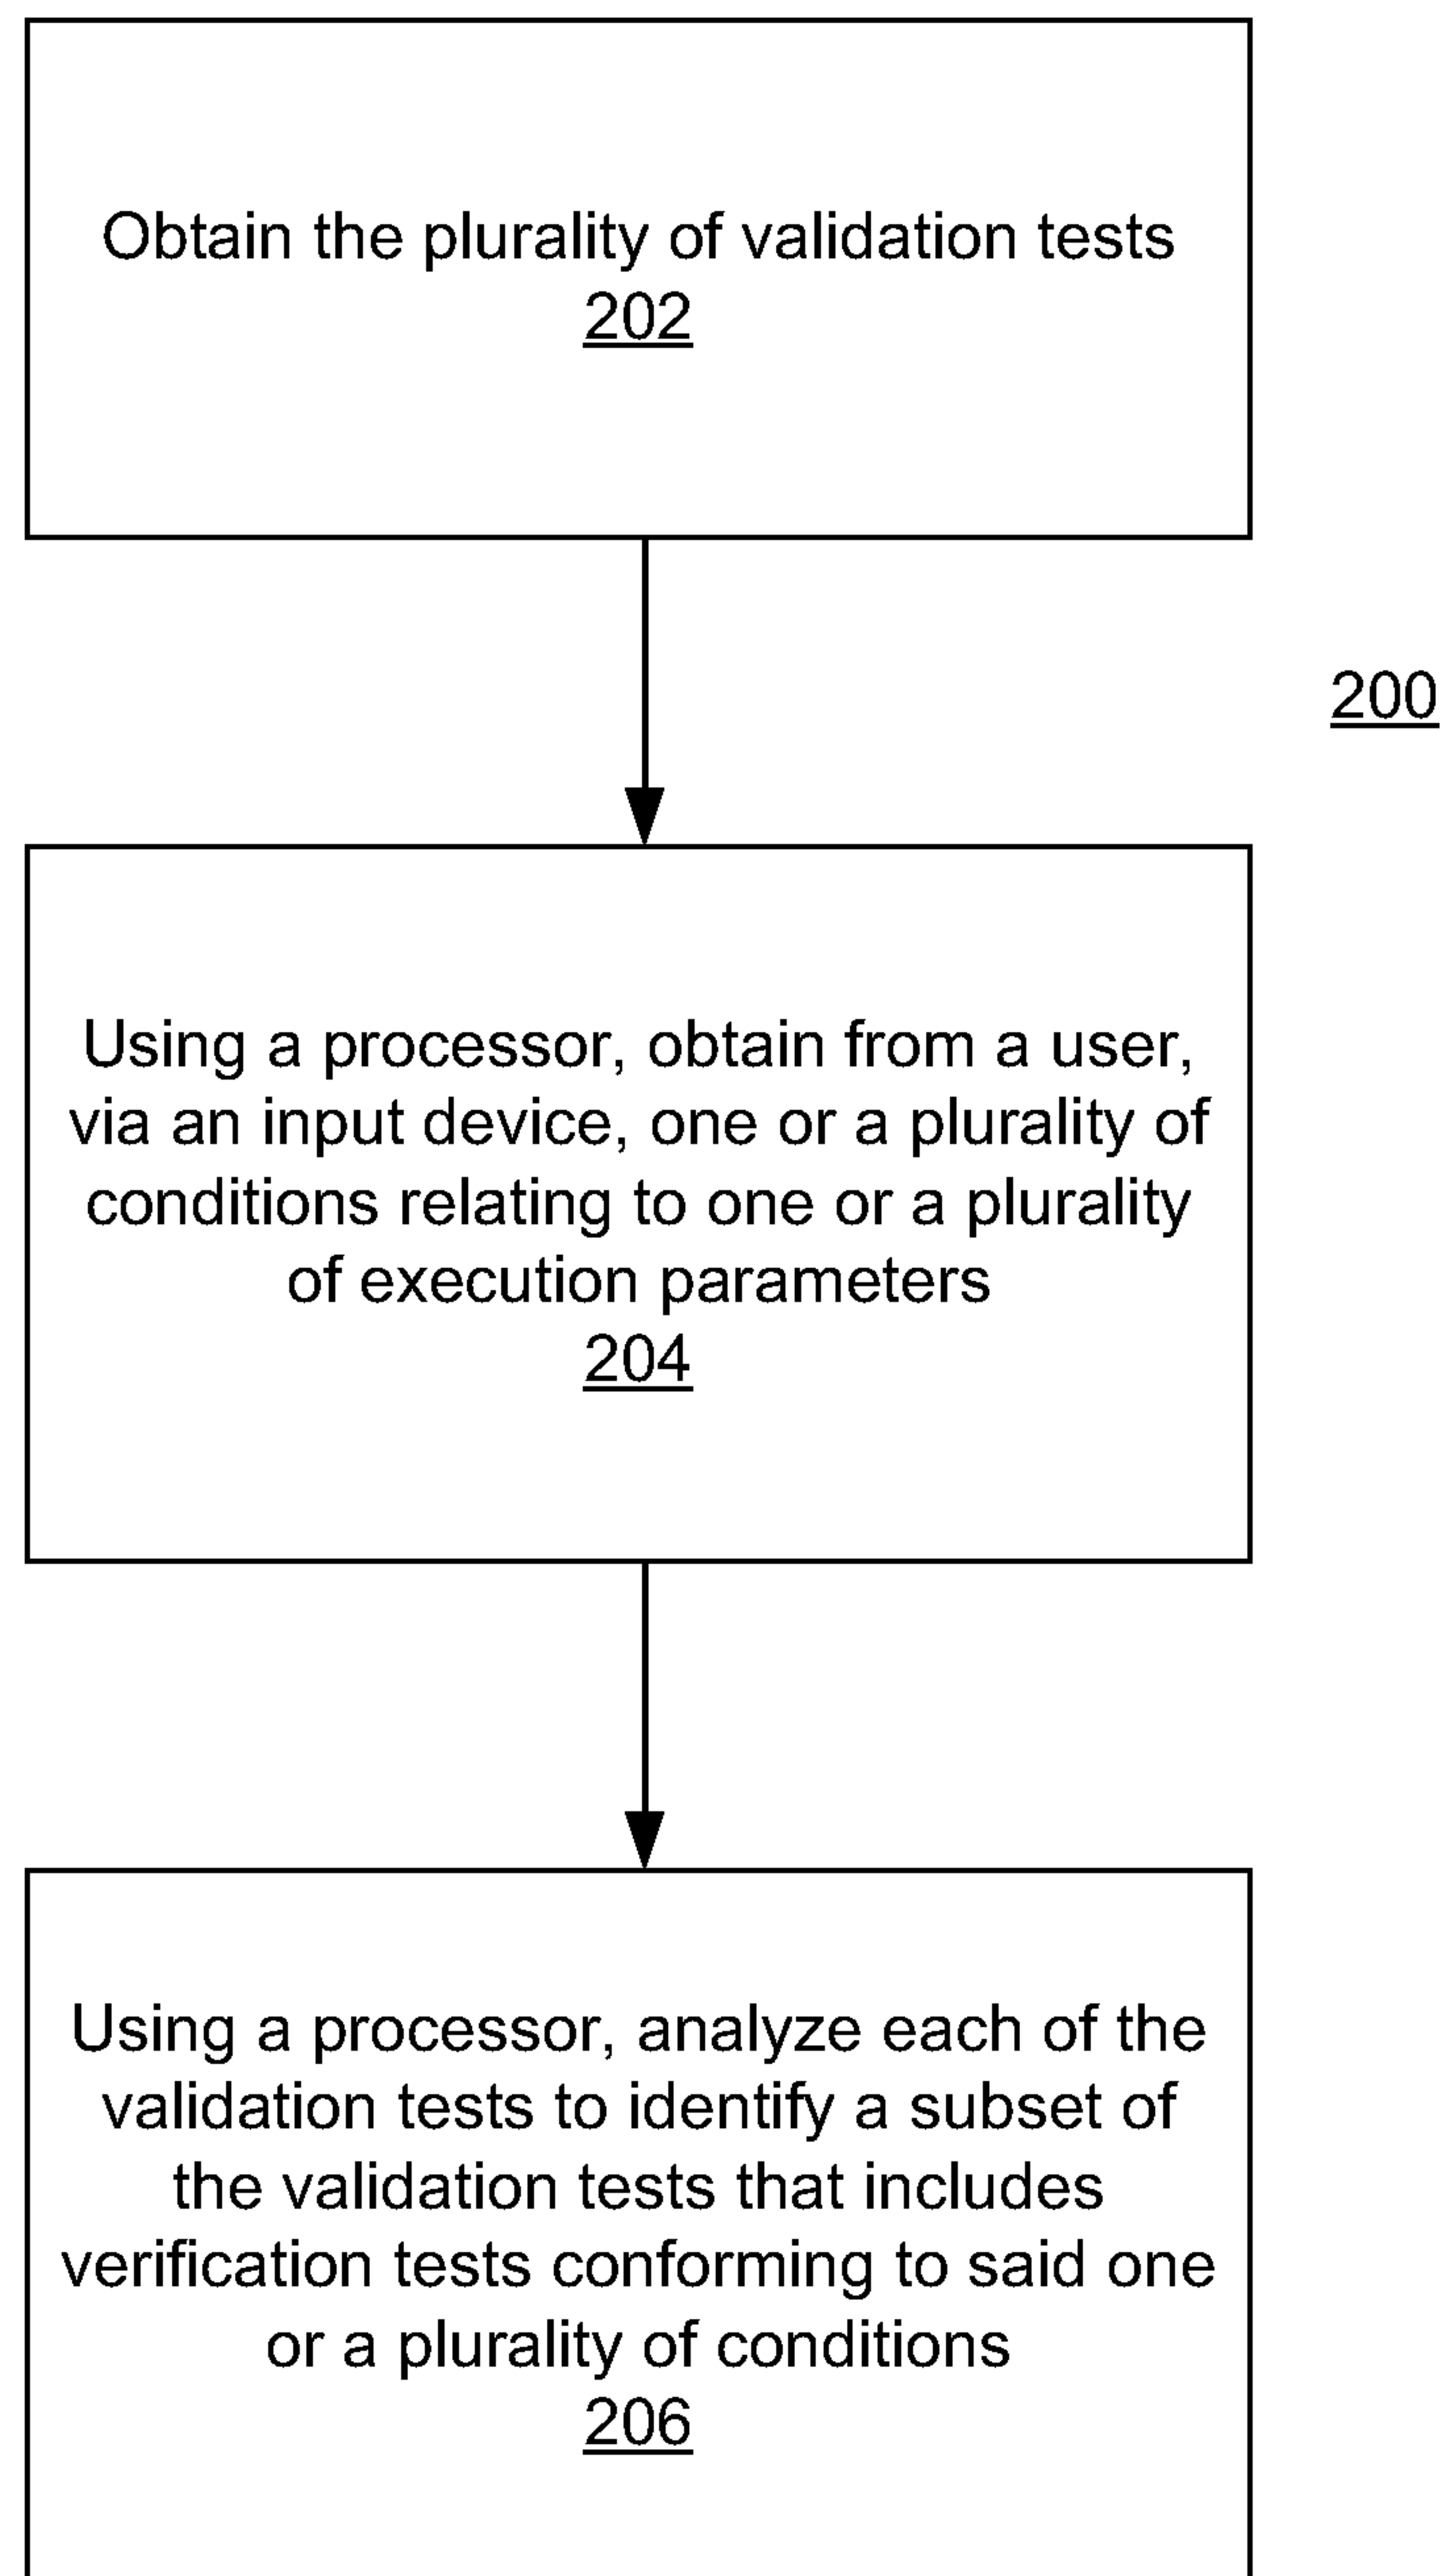 Obtain the plurality of validation tests
202
200
Using a processor, obtain from a user,
via an input device, one or a plurality of
conditions relating to one or a plurality
of execution parameters
204
Using a processor, analyze each of the
validation tests to identify a subset of
the validation tests that includes
verification tests conforming to said one
or a plurality of conditions
206